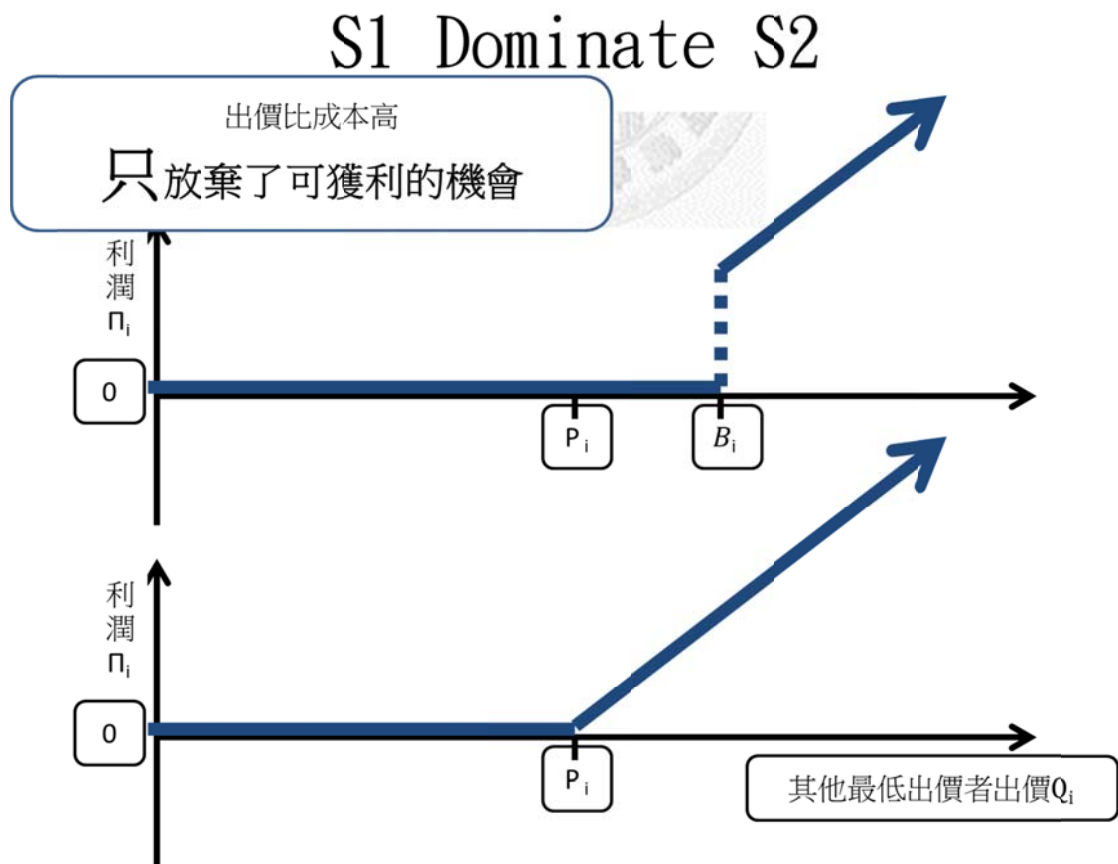 S1 Dominate S2
出價比成本高
只放棄了可獲利的機會
利
潤
Πi
0
Pi
Bi
利
潤
Πi
0
Pi
其他最低出價者出價Qi